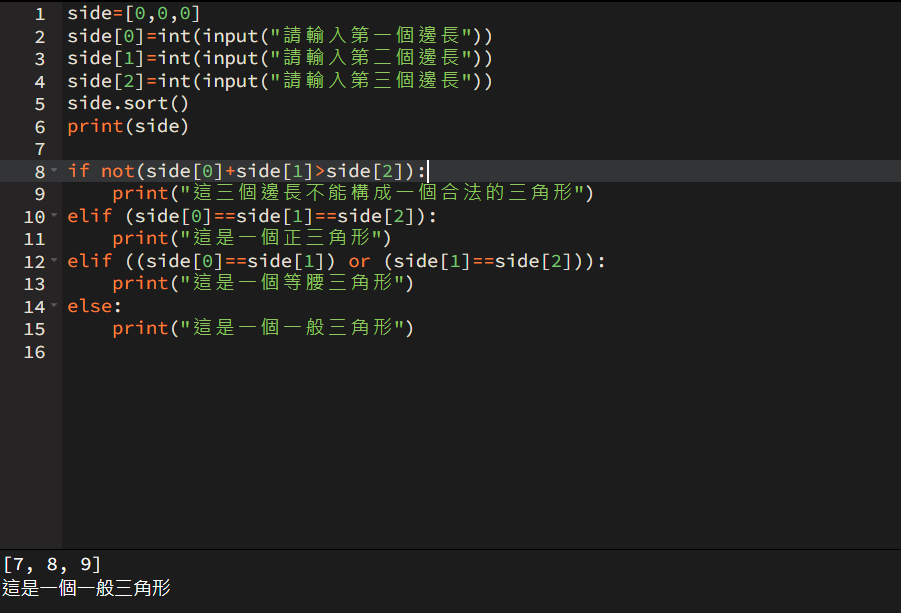 1 side=[0,0,0]
2 side[0]=int(input("請輸入第一個邊長"))
3 side[1]=int(input("請輸入第二個邊長"))
4 side[2]=int(input("請輸入第三個邊長"))
5 side.sort()
6 print(side)
7
8 if not(side[0]+side[1]>side[2]):
9     print("這三個邊長不能構成一個合法的三角形")
10 elif (side[0]==side[1]==side[2]):
11     print("這是一個正三角形")
12 elif ((side[0]==side[1]) or (side[1]==side[2])):
13     print("這是一個等腰三角形")
14 else:
15     print("這是一個一般三角形")
16
[7, 8, 9]
這是一個一般三角形